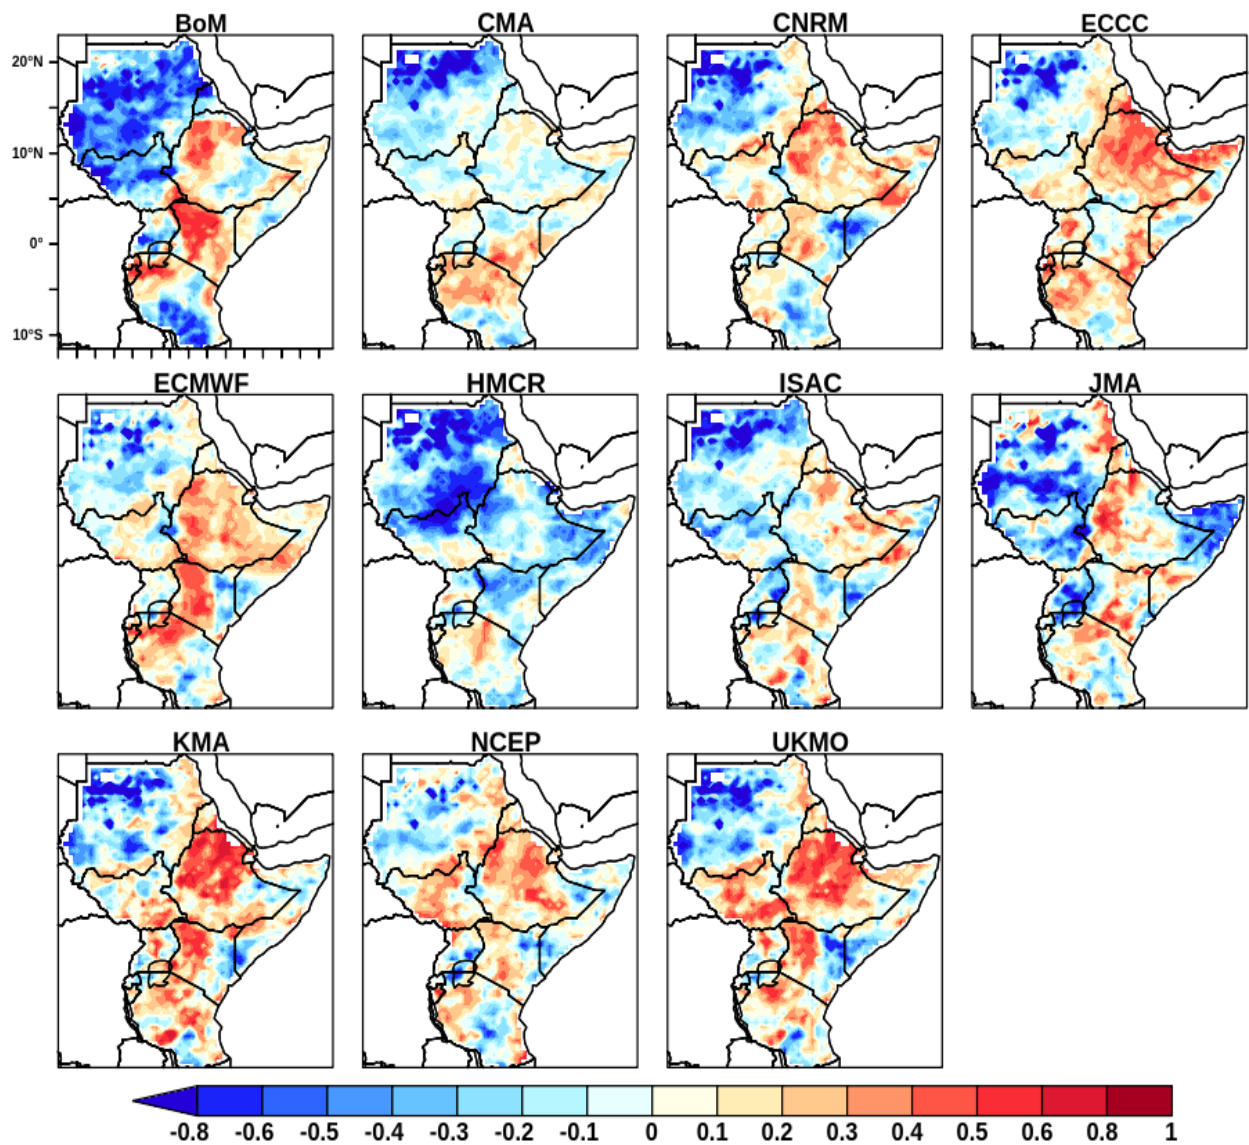 BoM CMA CNRM ECCC
20°N
10°N
0°
10°S
ECMWF HMCR ISAC JMA
KMA NCEP UKMO
-0.8 -0.6 -0.5 -0.4 -0.3 -0.2 -0.1 0 0.1 0.2 0.3 0.4 0.5 0.6 0.8 1